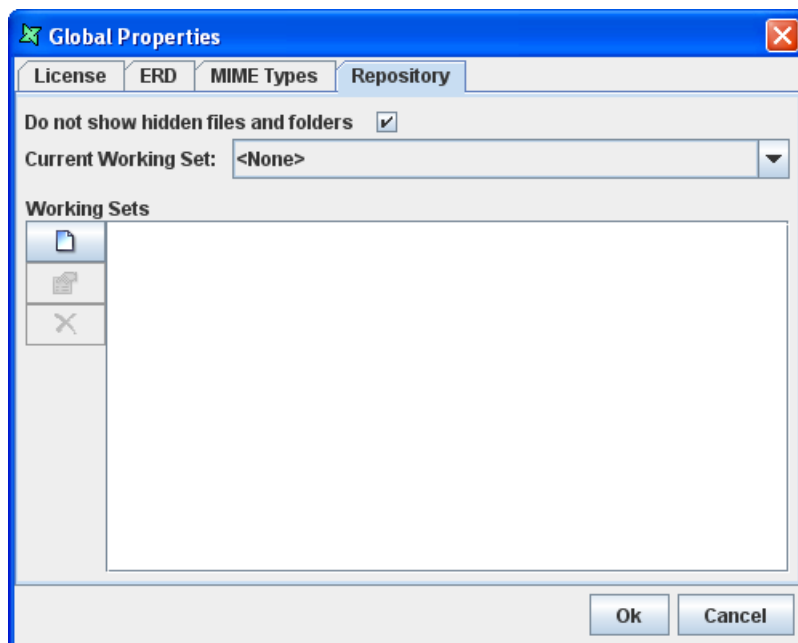 Global Properties
License ERD MIME Types Repository
Do not show hidden files and folders
Current Working Set: <None>
Working Sets
Ok Cancel